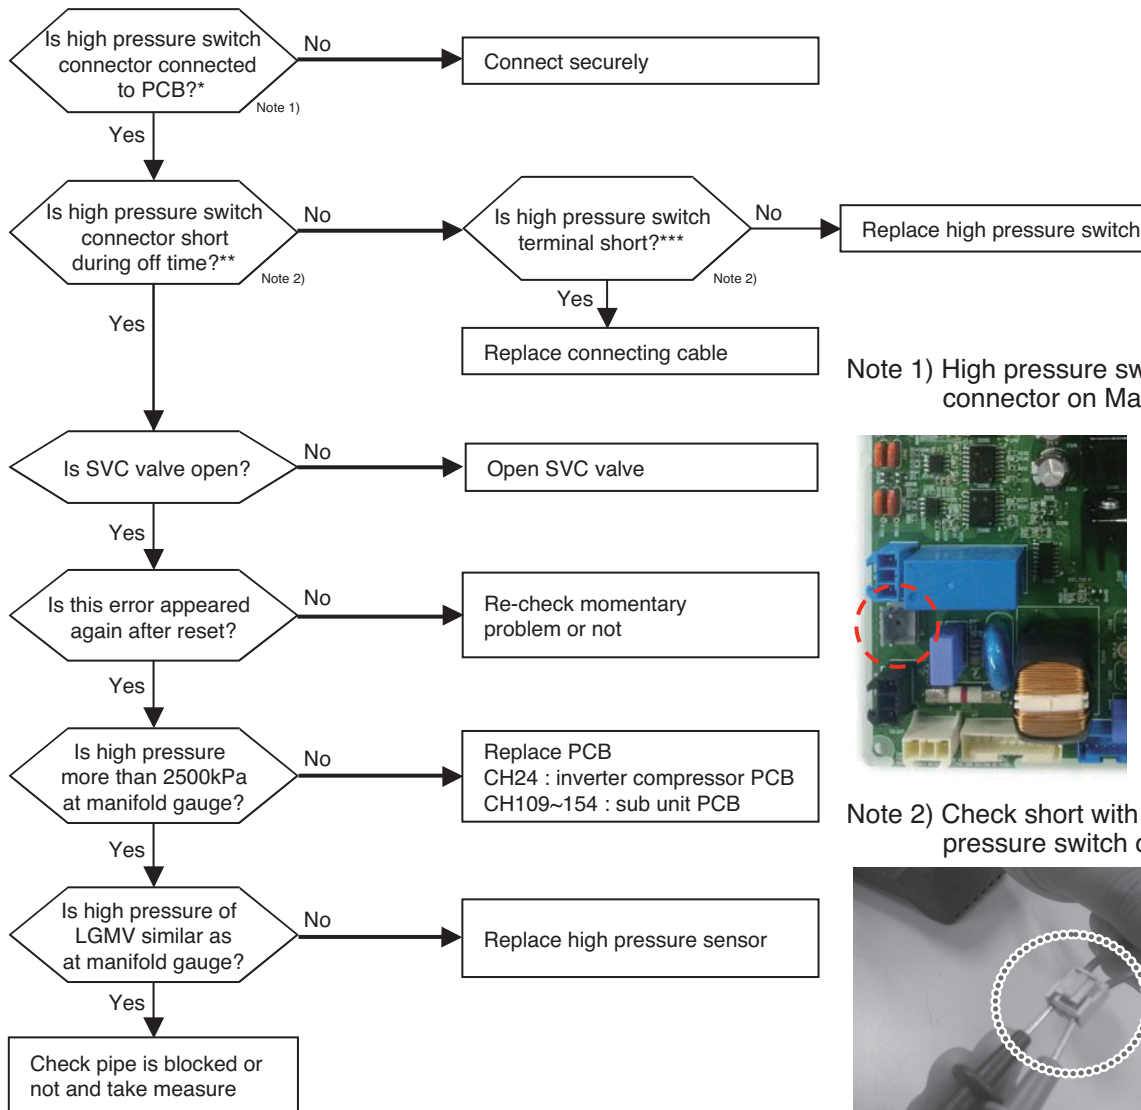 Is high pressure switch
connector connected
to PCB?*
Note 1)
No
Connect securely
Yes
Is high pressure switch
connector short
during off time?**
Note 2)
No
Is high pressure switch
terminal short?***
Note 2)
No
Replace high pressure switch
Yes
Replace connecting cable
Yes
Is SVC valve open?
No
Open SVC valve
Yes
Is this error appeared
again after reset?
No
Re-check momentary
problem or not
Yes
Is high pressure
more than 2500kPa
at manifold gauge?
No
Replace PCB
CH24 : inverter compressor PCB
CH109~154 : sub unit PCB
Yes
Is high pressure of
LGMV similar as
at manifold gauge?
No
Replace high pressure sensor
Yes
Check pipe is blocked or
not and take measure
Note 1) High pressure
connector on
Note 2) Check short with
pressure switch